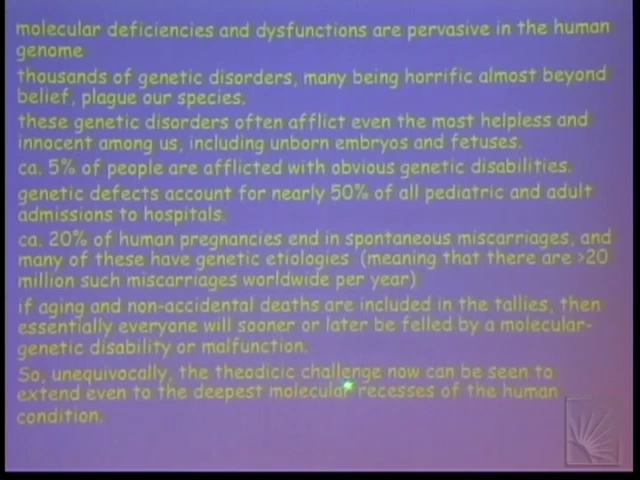 molecular deficiencies and dysfunctions are pervasive in the human
genome
thousands of genetic disorders, many being horrific almost beyond
belief, plague our species.
these genetic disorders often afflict even the most helpless and
innocent among us, including unborn embryos and fetuses.
ca. 5% of people are afflicted with obvious genetic disabilities.
genetic defects account for nearly 50% of all pediatric and adult
admissions to hospitals.
ca. 20% of human pregnancies end in spontaneous miscarriages, and
many of these have genetic etiologies (meaning that there are >20
million such miscarriages worldwide per year)
if aging and non-accidental deaths are included in the tallies, then
essentially everyone will sooner or later be felled by a molecular-
genetic disability or malfunction.
So, unequivocally, the theodicic challenge now can be seen to
extend even to the deepest molecular recesses of the human
condition.